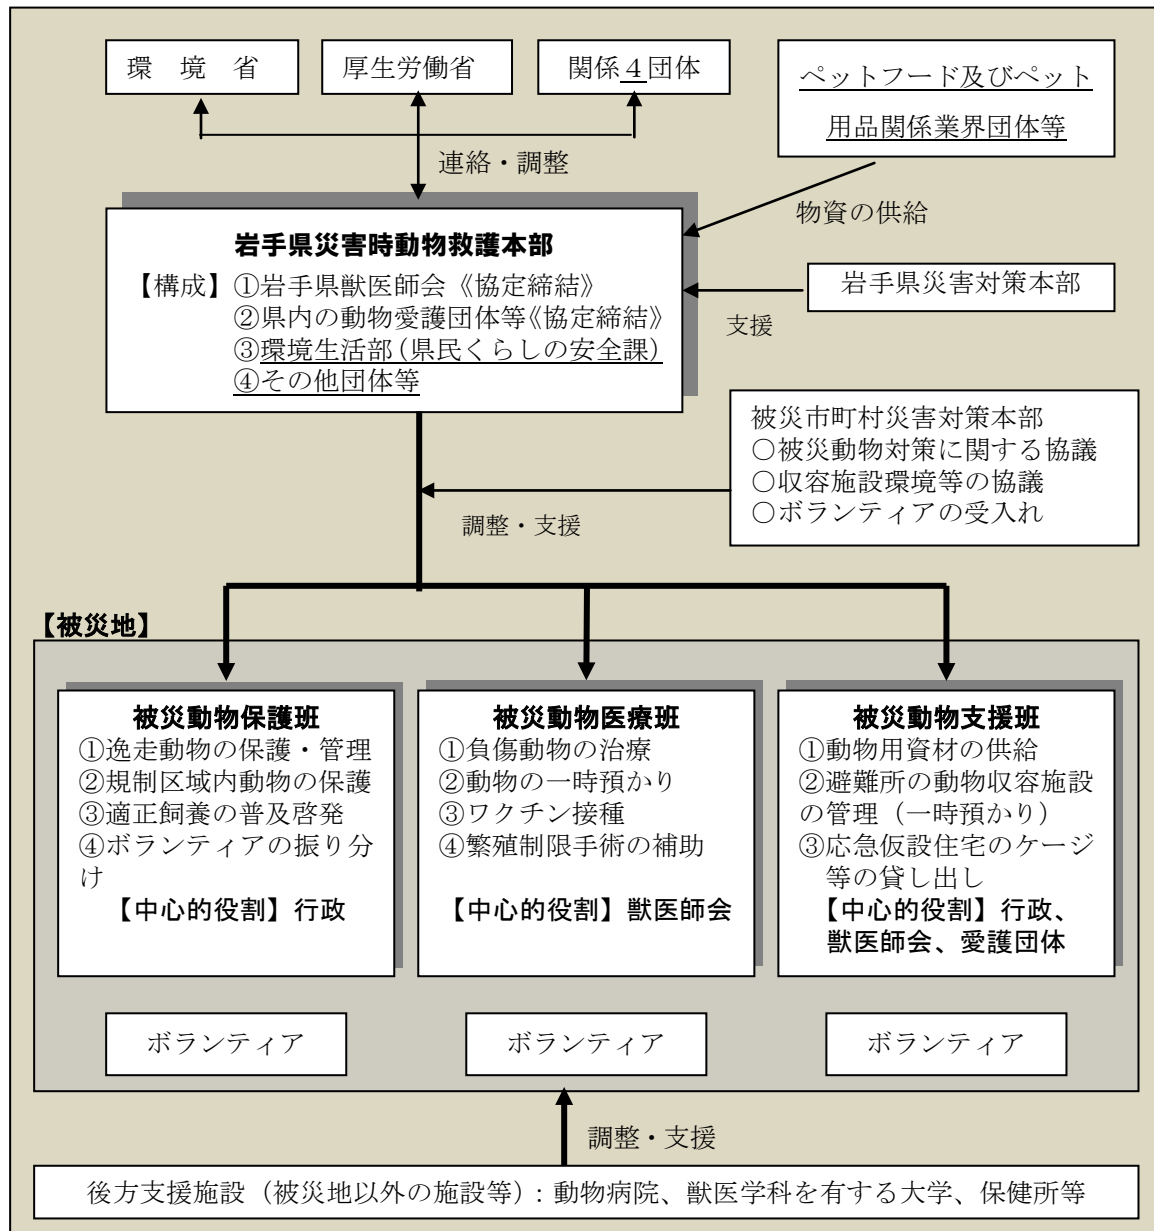 環　境　省
厚生労働省
関係４団体
ペットフード及びペット
用品関係業界団体等
連絡・調整
物資の供給
岩手県災害時動物救護本部
【構成】①岩手県獣医師会《協定締結》
②県内の動物愛護団体等《協定締結》
③環境生活部(県民くらしの安全課)
④その他団体等
岩手県災害対策本部
支援
被災市町村災害対策本部
○被災動物対策に関する協議
○収容施設環境等の協議
○ボランティアの受入れ
調整・支援
【被災地】
被災動物保護班
①逸走動物の保護・管理
②規制区域内動物の保護
③適正飼養の普及啓発
④ボランティアの振り分
け
【中心的役割】行政
被災動物医療班
①負傷動物の治療
②動物の一時預かり
③ワクチン接種
④繁殖制限手術の補助
【中心的役割】獣医師会
被災動物支援班
①動物用資材の供給
②避難所の動物収容施設
の管理（一時預かり）
③応急仮設住宅のケージ
等の貸し出し
【中心的役割】行政、
獣医師会、愛護団体
ボランティア
ボランティア
ボランティア
調整・支援
後方支援施設（被災地以外の施設等）：動物病院、獣医学科を有する大学、保健所等